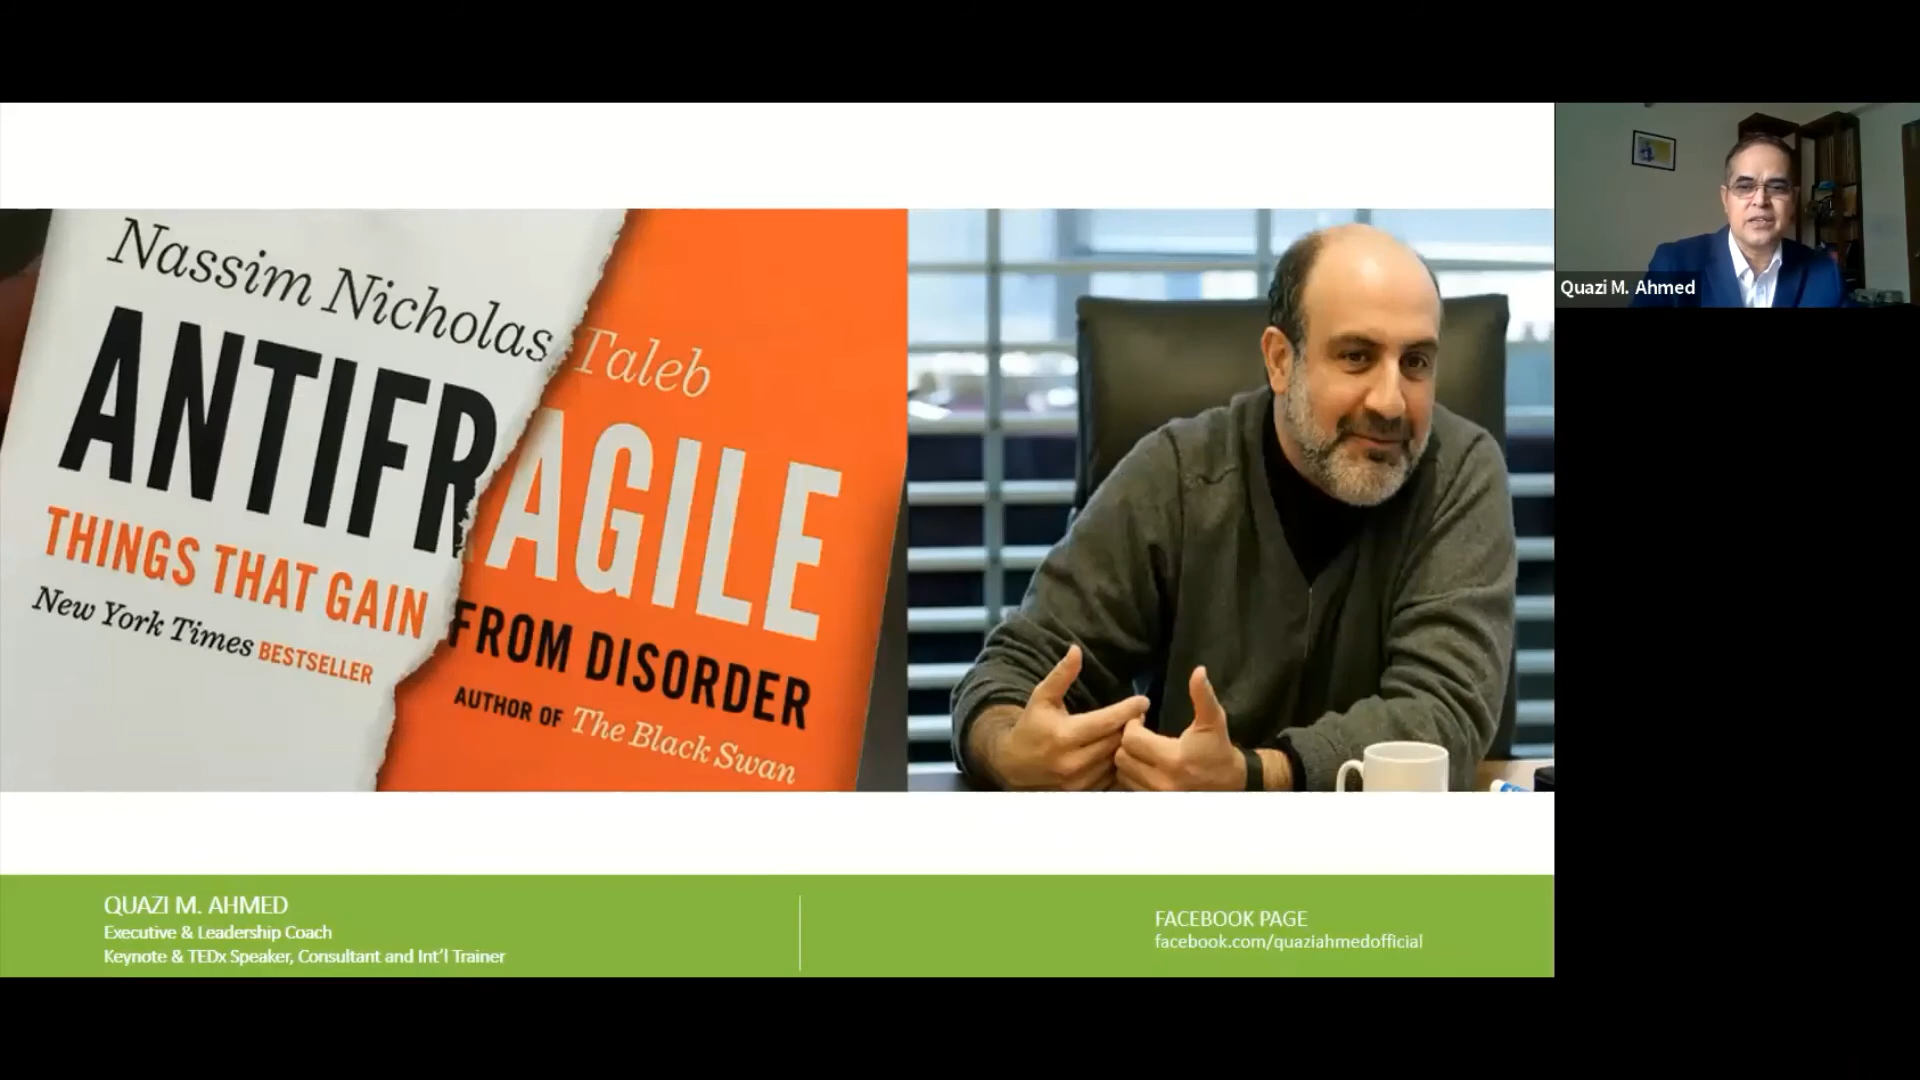 Nassim Nicholas Taleb
ANTIFRAGILE
THINGS THAT GAIN FROM DISORDER
New York Times BESTSELLER
AUTHOR OF The Black Swan
Quazi M. Ahmed
QUAZI M. AHMED
Executive & Leadership Coach
Keynote & TEDx Speaker, Consultant and Int'l Trainer
FACEBOOK PAGE
facebook.com/quaziahmedofficial